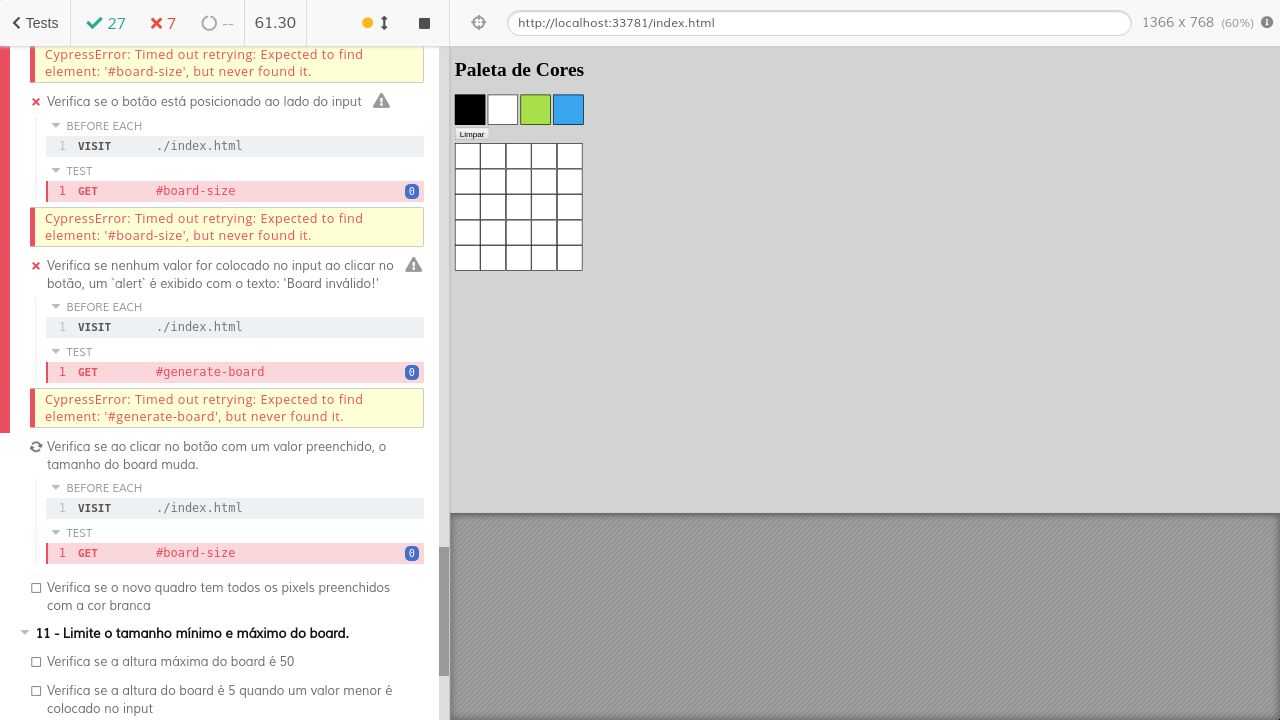 Tests 27 7 -- 61.30 http://localhost:33781/index.html 1366 x 768 (60%)
CypressError: Timed out retrying: Expected to find
element: '#board-size', but never found it.
Verifica se o botão está posicionado ao lado do input
BEFORE EACH
1 VISIT ./index.html
TEST
1 GET #board-size 0
CypressError: Timed out retrying: Expected to find
element: '#board-size', but never found it.
Verifica se nenhum valor for colocado no input ao clicar no
botão, um `alert` é exibido com o texto: 'Board inválido!'
BEFORE EACH
1 VISIT ./index.html
TEST
1 GET #generate-board 0
CypressError: Timed out retrying: Expected to find
element: '#generate-board', but never found it.
Verifica se ao clicar no botão com um valor preenchido, o
tamanho do board muda.
BEFORE EACH
1 VISIT ./index.html
TEST
1 GET #board-size 0
Verifica se o novo quadro tem todos os pixels preenchidos
com a cor branca
11 - Limite o tamanho mínimo e máximo do board.
Verifica se a altura máxima do board é 50
Verifica se a altura do board é 5 quando um valor menor é
colocado no input
Paleta de Cores
Limpar